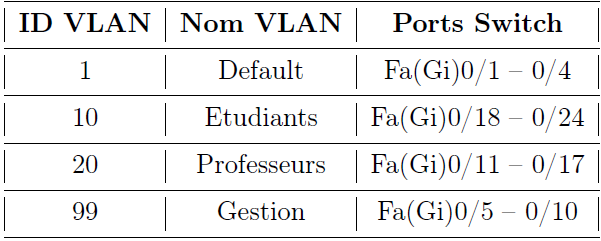 ID VLAN Nom VLAN Ports Switch
1 Default Fa(Gi)0/1 – 0/4
10 Etudiants Fa(Gi)0/18 – 0/24
20 Professeurs Fa(Gi)0/11 – 0/17
99 Gestion Fa(Gi)0/5 – 0/10